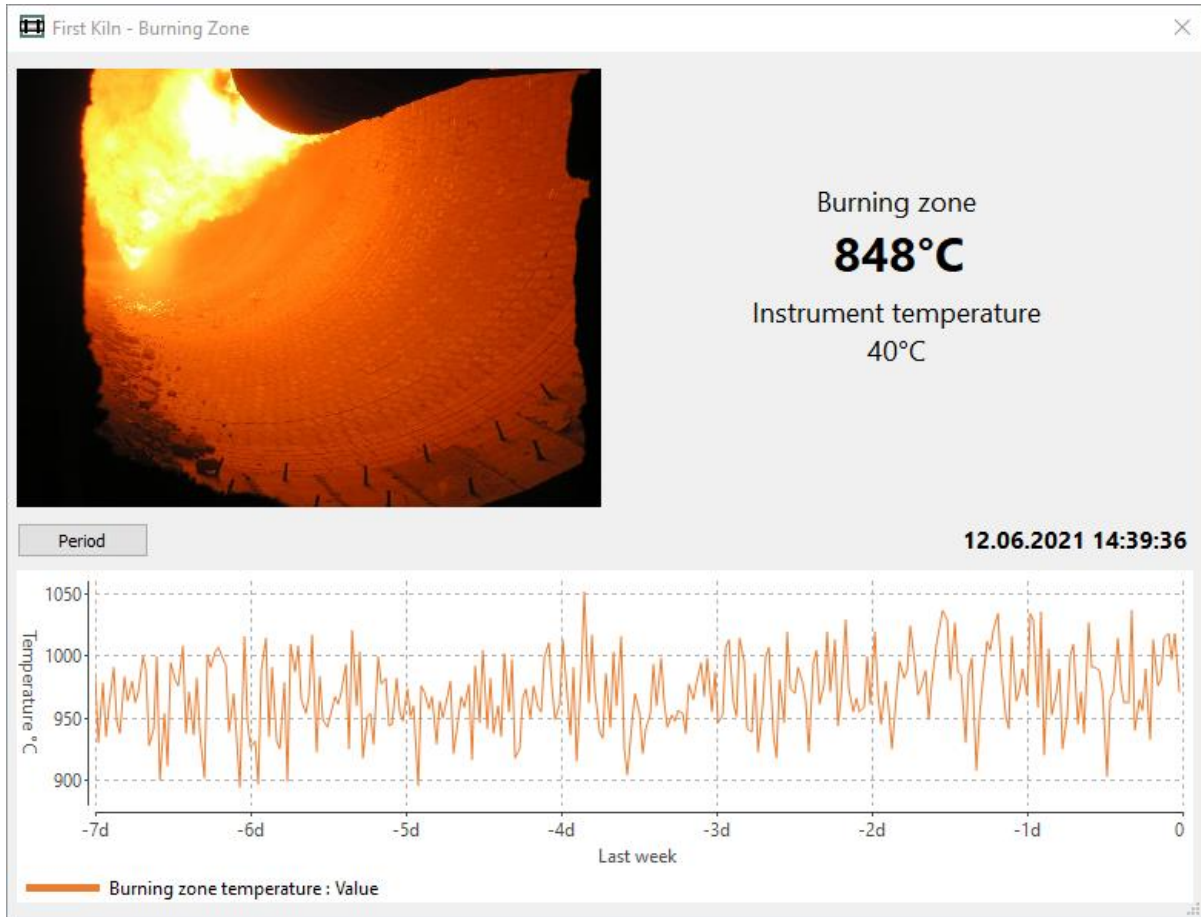 First Kiln - Burning Zone
Burning zone
848°C
Instrument temperature
40°C
Period
12.06.2021 14:39:36
Temperature °C
1050
1000
950
900
-7d -6d -5d -4d -3d -2d -1d 0
Last week
Burning zone temperature : Value